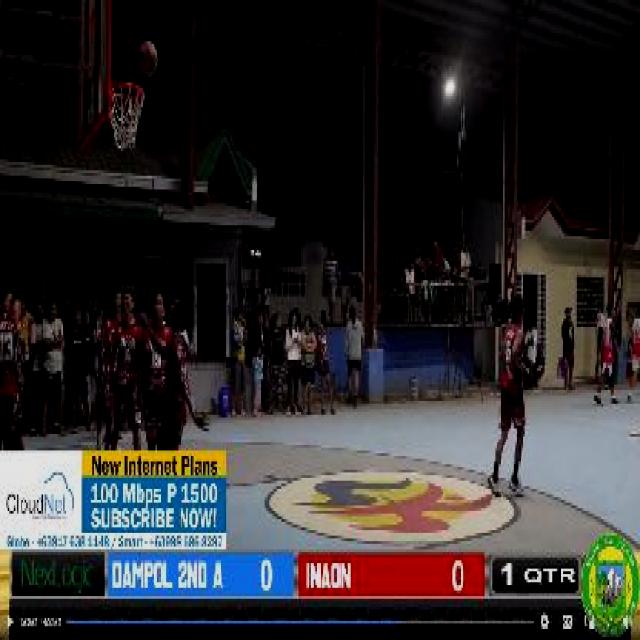 New Internet Plans
CloudNet
100 Mbps P 1500
SUBSCRIBE NOW!
NexLogic
DAMPOL 2ND A 0
INAON 0
1 QTR